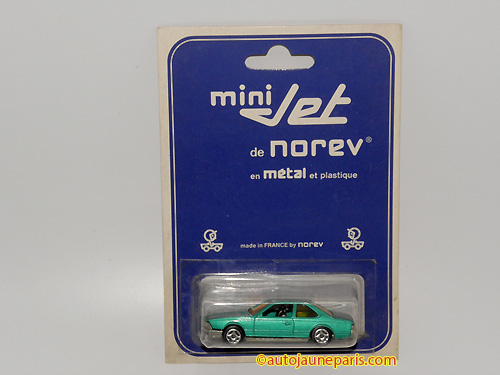 mini Jet
de norev®
en métal et plastique
made in FRANCE by norev
©autojauneparis.com